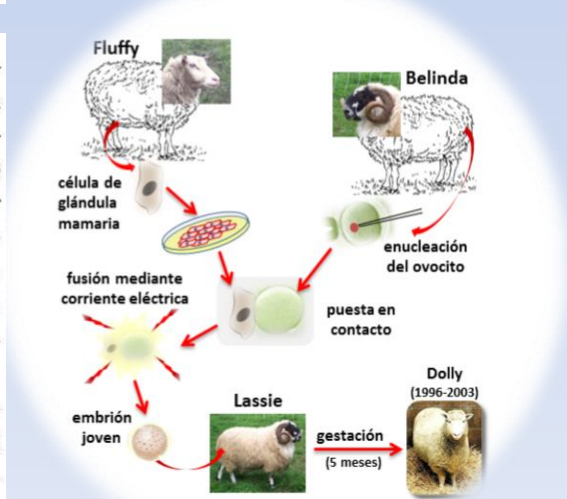 Fluffy
Belinda
célula de
glándula
mamaria
enucleación
del ovocito
fusión mediante
corriente eléctrica
puesta en
contacto
embrión
joven
Lassie
gestación
(5 meses)
Dolly
(1996-2003)